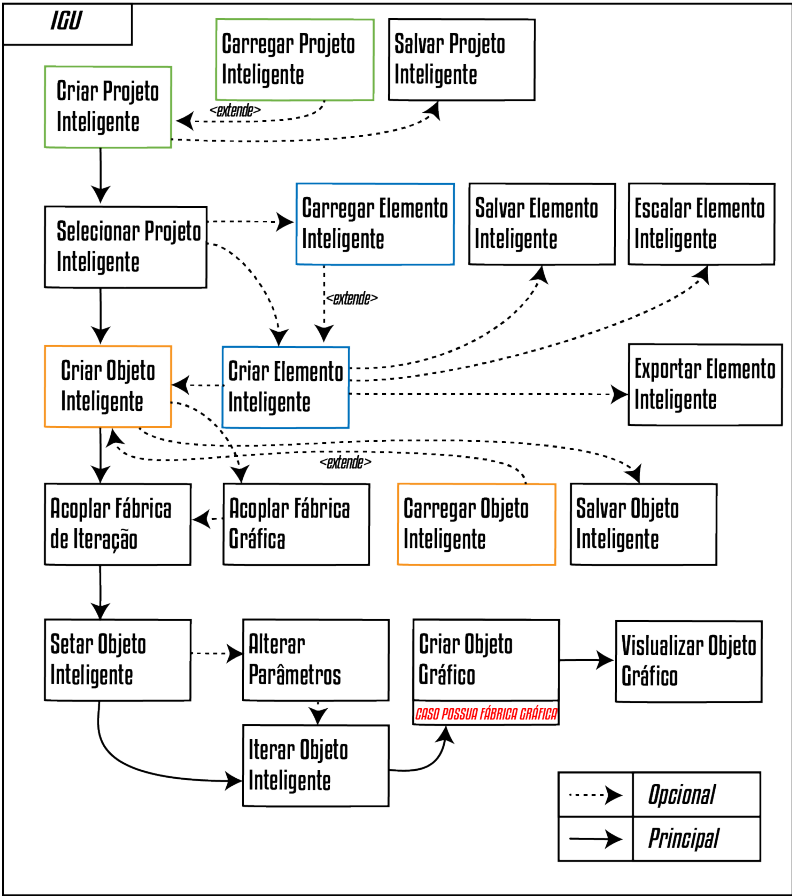 IGU
Carregar Projeto
Inteligente
Salvar Projeto
Inteligente
Criar Projeto
Inteligente
<extende>
Selecionar Projeto
Inteligente
Carregar Elemento
Inteligente
Salvar Elemento
Inteligente
Escalar Elemento
Inteligente
<extende>
Criar Objeto
Inteligente
Criar Elemento
Inteligente
Exportar Elemento
Inteligente
<extende>
Acoplar Fábrica
de Iteração
Acoplar Fábrica
Gráfica
Carregar Objeto
Inteligente
Salvar Objeto
Inteligente
Setar Objeto
Inteligente
Alterar
Parâmetros
Criar Objeto
Gráfico
CASO POSSUA FÁBRICA GRÁFICA
Vislualizar Objeto
Gráfico
Iterar Objeto
Inteligente
Opcional
Principal